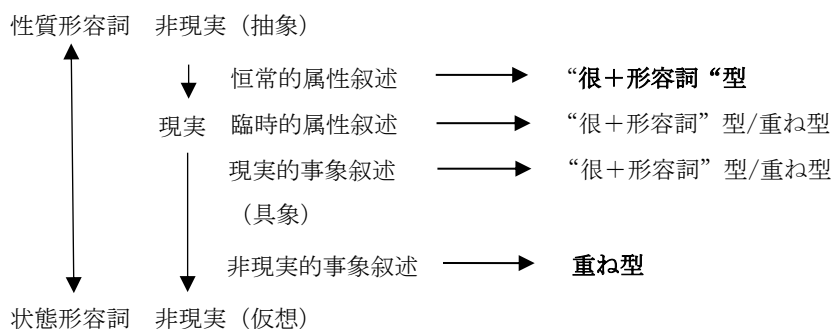 性質形容詞 非現実（抽象）
恒常的属性叙述 “很＋形容詞“型
現実 臨時的属性叙述 “很＋形容詞”型/重ね型
現実的事象叙述 “很＋形容詞”型/重ね型
（具象）
非現実的事象叙述 重ね型
状態形容詞 非現実（仮想）